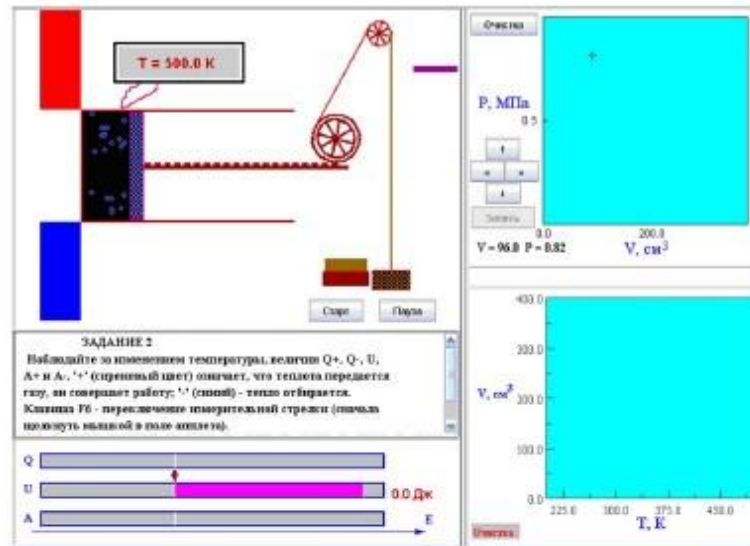 T = 500.0 K
Старт
Пауза
ЗАДАНИЕ 2
Наблюдайте за изменением температуры, величин Q+, Q-, U,
A+ и A-, '+' (сиреневый цвет) означает, что теплота передается
газу, он совершает работу; '-' (синий) - тепло отбирается.
Клавиша F6 - переключение измерительной стрелки (сначала
щелкнуть мышкой в поле апплета).
Q
U
0.0 Дж
A
E
Очистка
P, МПа
0.5
Запись
0.0
200.0
V = 96.0 P = 0.82
V, см3
400.0
300.0
V, см3
200.0
100.0
0.0
225.0
300.0
375.0
450.0
T, К
Очистка